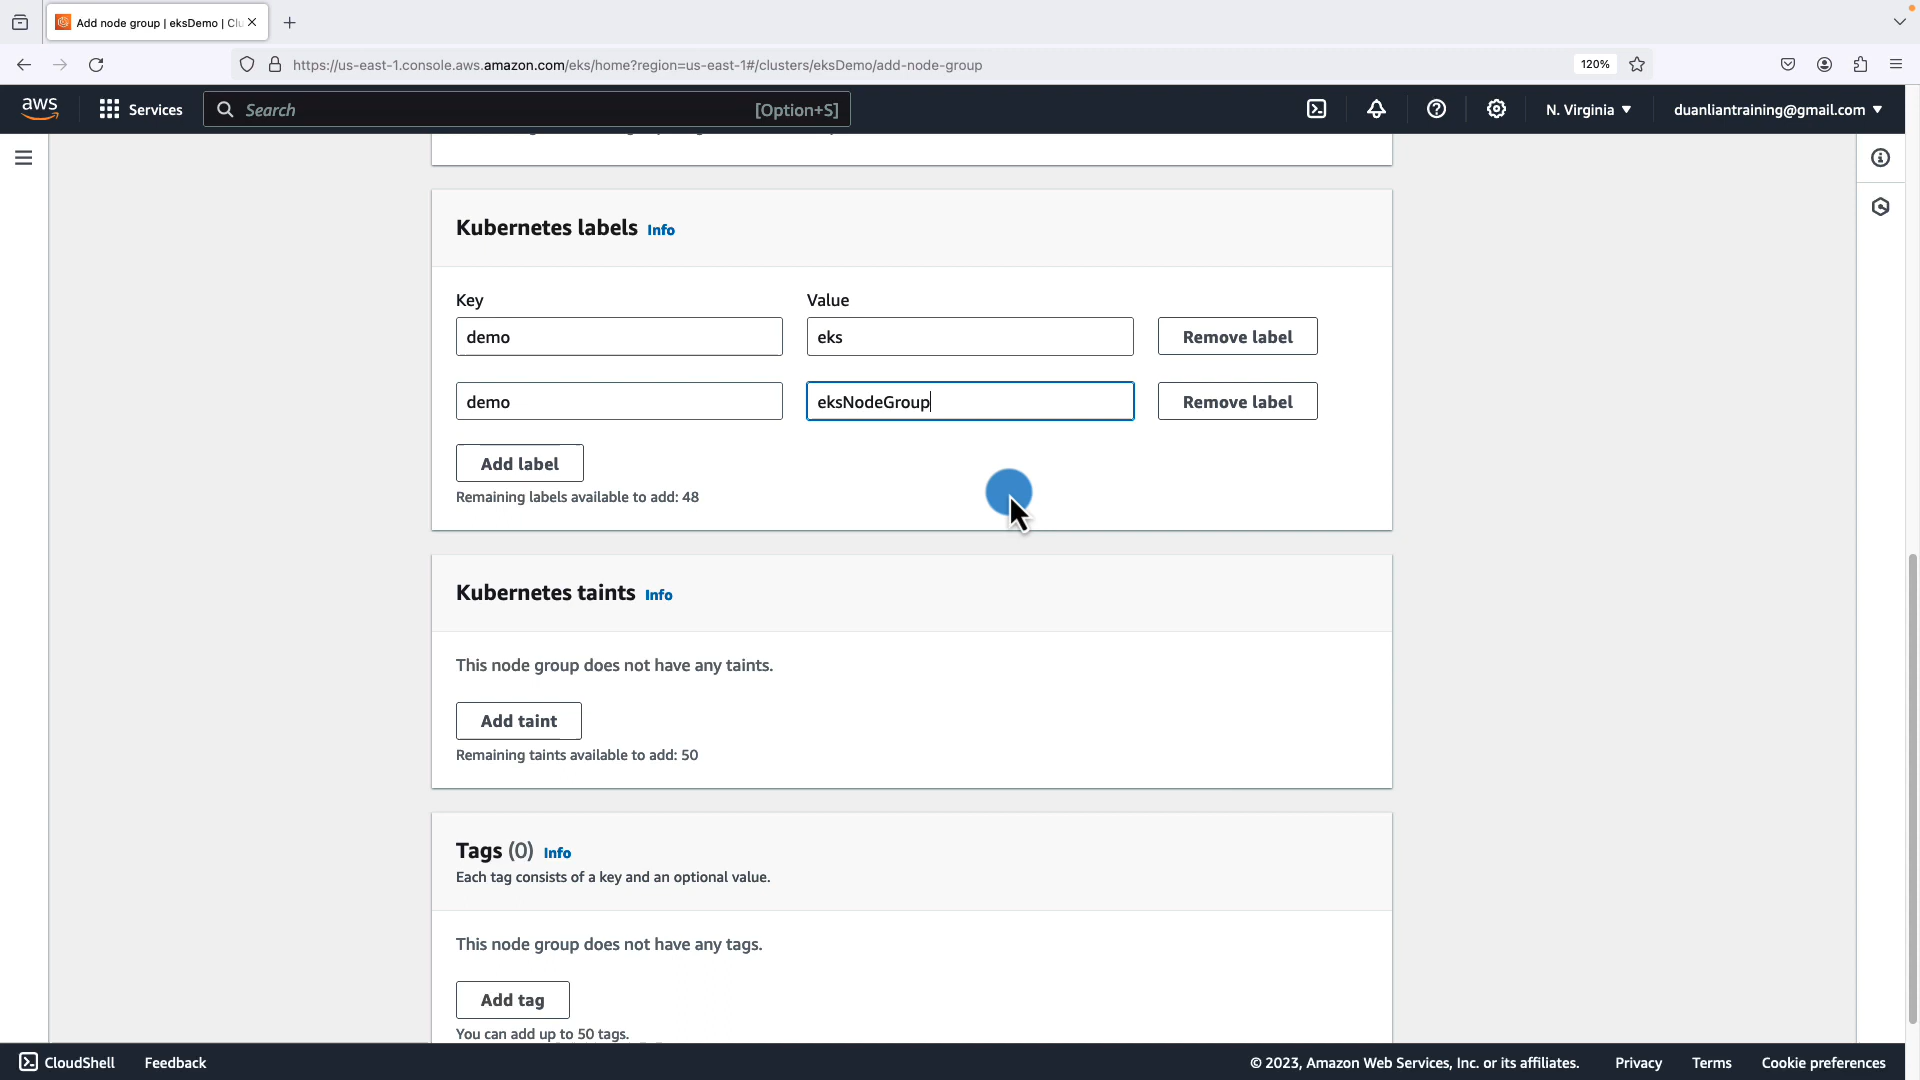 Add node group | eksDemo | Clu
https://us-east-1.console.aws.amazon.com/eks/home?region=us-east-1#/clusters/eksDemo/add-node-group
120%
aws
Services
Search
[Option+S]
N. Virginia
duanliantraining@gmail.com
Kubernetes labels Info
Key Value
demo eks Remove label
demo eksNodeGroup Remove label
Add label
Remaining labels available to add: 48
Kubernetes taints Info
This node group does not have any taints.
Add taint
Remaining taints available to add: 50
Tags (0) Info
Each tag consists of a key and an optional value.
This node group does not have any tags.
Add tag
You can add up to 50 tags.
CloudShell Feedback © 2023, Amazon Web Services, Inc. or its affiliates. Privacy Terms Cookie preferences